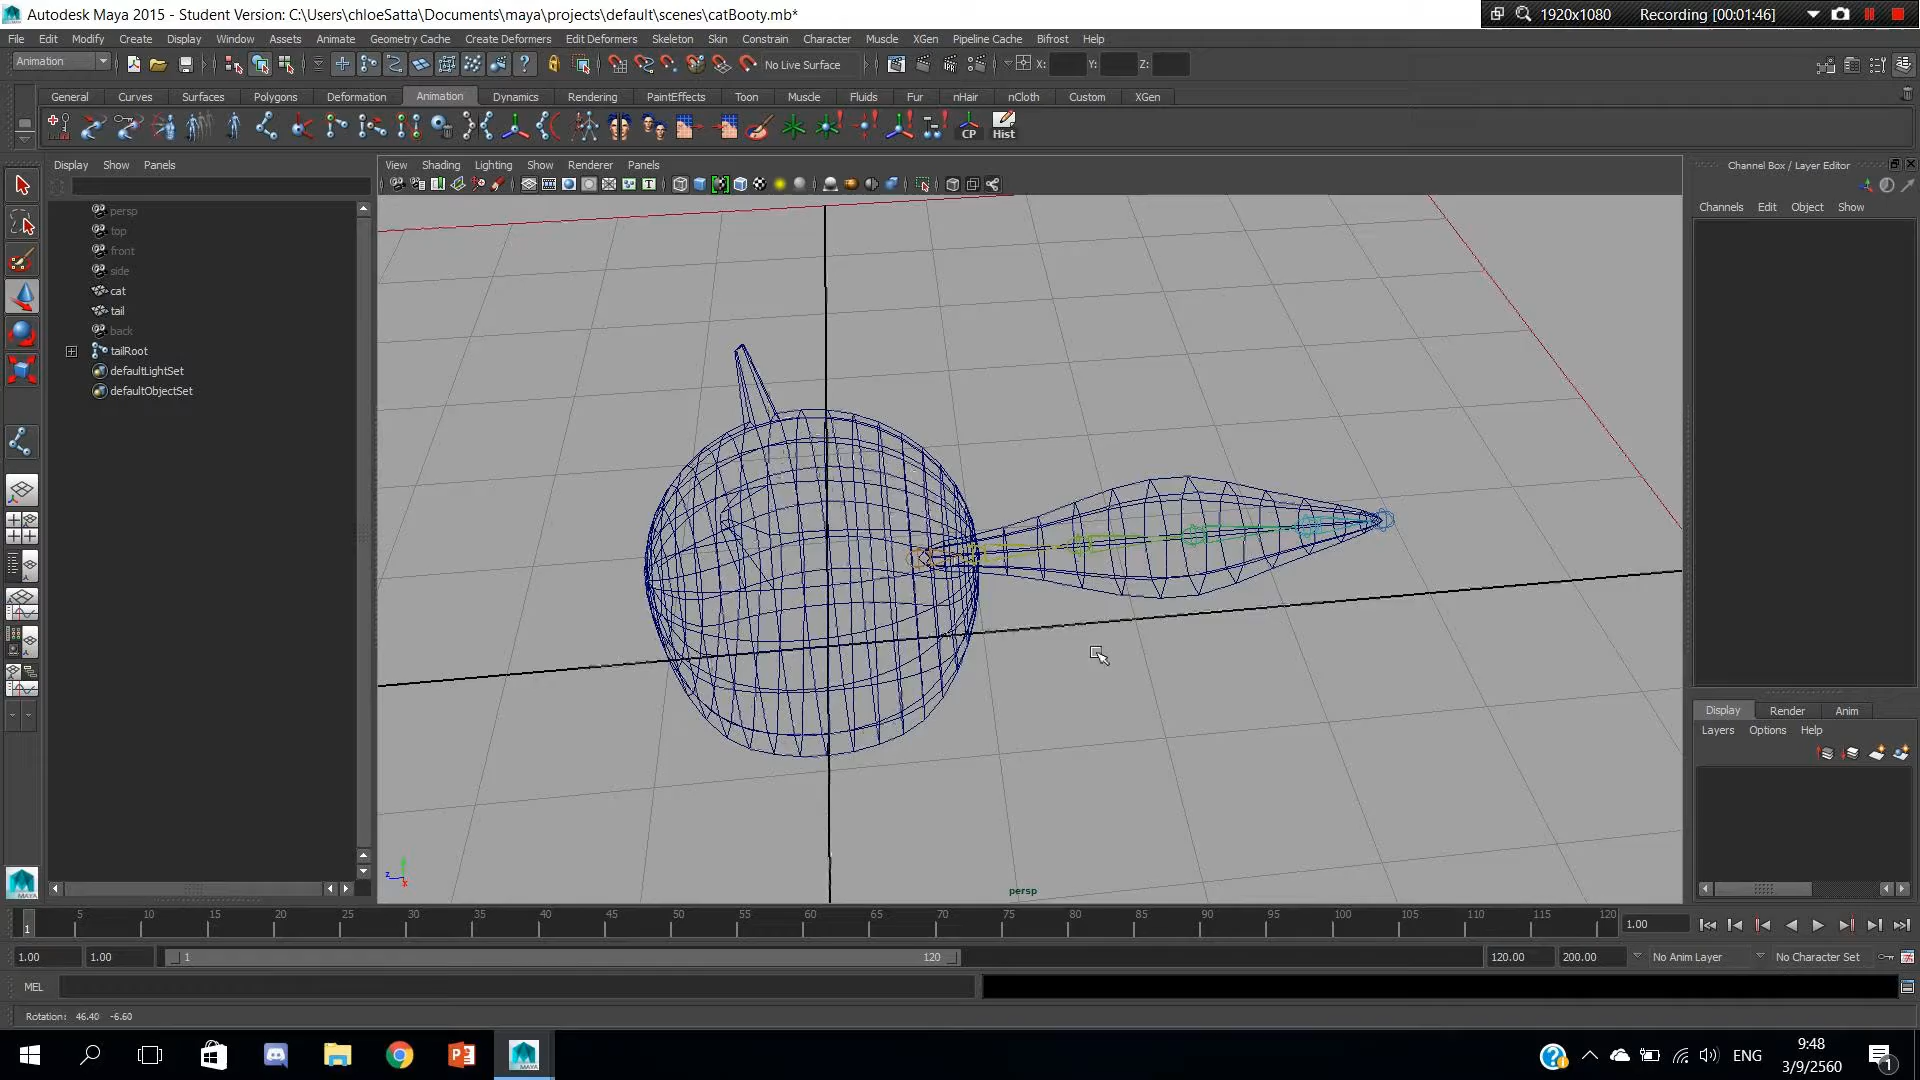 Autodesk Maya 2015 - Student Version: C:\Users\chloeSatta\Documents\maya\projects\default\scenes\catBooty.mb*
1920x1080 Recording [00:01:46]
File Edit Modify Create Display Window Assets Animate Geometry Cache Create Deformers Edit Deformers Skeleton Skin Constrain Character Muscle XGen Pipeline Cache Bifrost Help
Animation No Live Surface X: Y: Z:
General Curves Surfaces Polygons Deformation Animation Dynamics Rendering PaintEffects Toon Muscle Fluids Fur nHair nCloth Custom XGen
CP Hist
Display Show Panels
View Shading Lighting Show Renderer Panels
Channel Box / Layer Editor
Channels Edit Object Show
persp
top
front
side
cat
tail
back
tailRoot
defaultLightSet
defaultObjectSet
Display Render Anim
Layers Options Help
z
x
persp
1 5 10 15 20 25 30 35 40 45 50 55 60 65 70 75 80 85 90 95 100 105 110 115 120 1.00
1.00 1.00 1 120 120.00 200.00 No Anim Layer No Character Set
MEL
Rotation: 46.40 -6.60
MAYA
ENG
9:48
3/9/2560
1